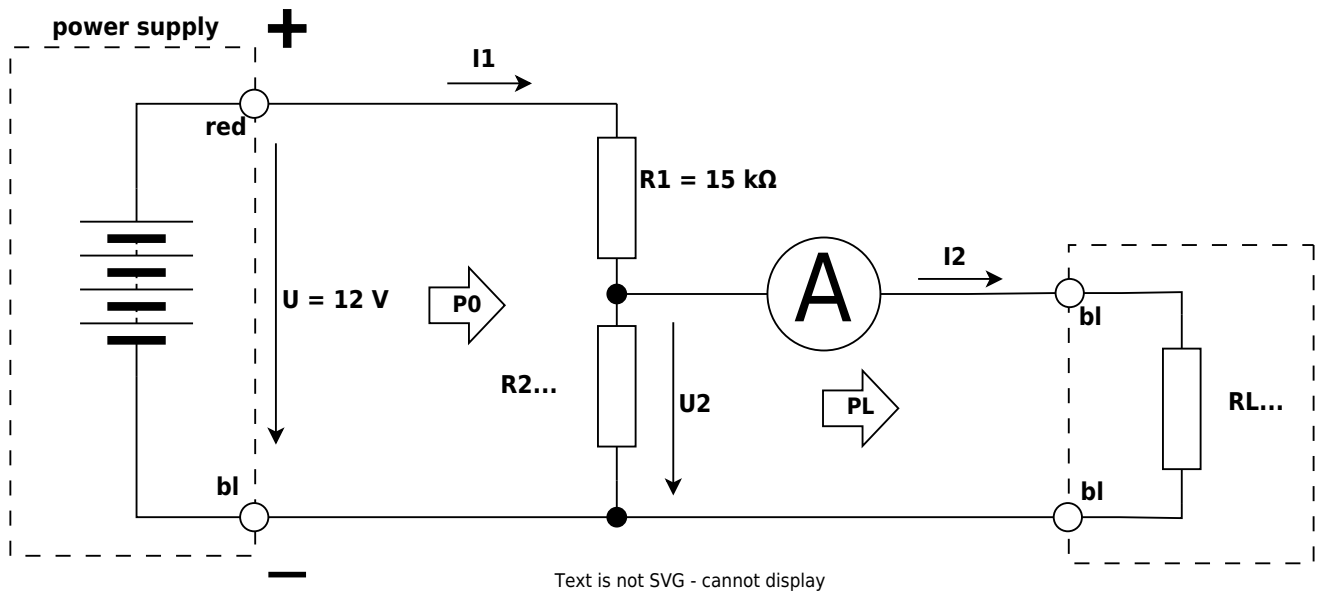 power supply
+
I1
red
R1 = 15 kΩ
A
I2
U = 12 V
P0
bl
R2...
U2
PL
RL...
bl
bl
–
Text is not SVG - cannot display